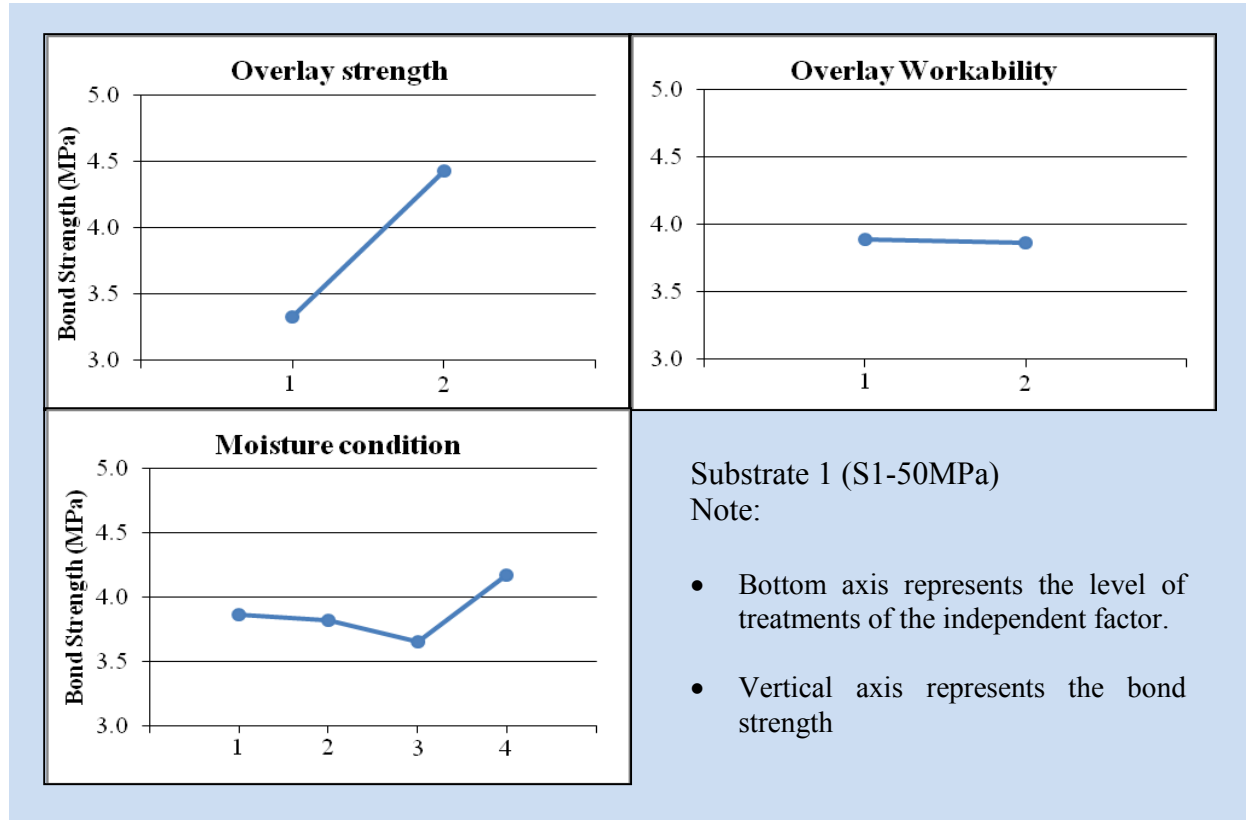 Overlay strength
Bond Strength (MPa)
5.0
4.5
4.0
3.5
3.0
1 2
Overlay Workability
5.0
4.5
4.0
3.5
3.0
1 2
Moisture condition
Bond Strength (MPa)
5.0
4.5
4.0
3.5
3.0
1 2 3 4
Substrate 1 (S1-50MPa)
Note:
• Bottom axis represents the level of
treatments of the independent factor.
• Vertical axis represents the bond
strength